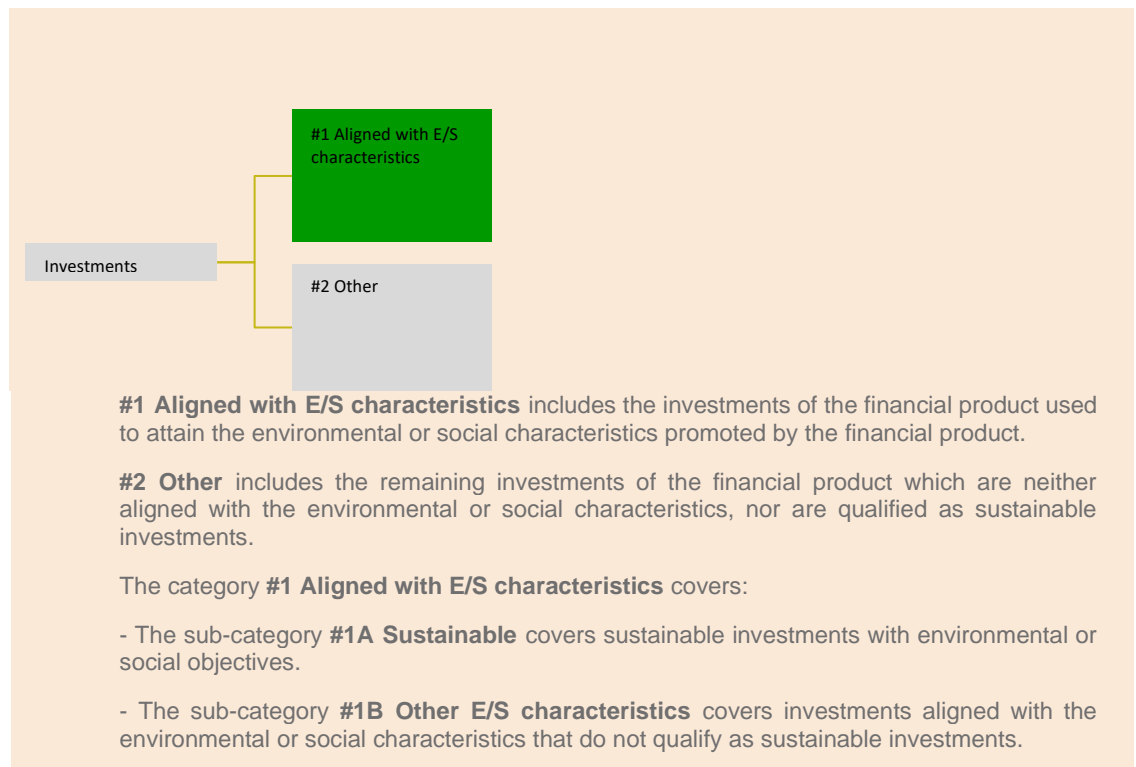 #1 Aligned with E/S
characteristics
Investments
#2 Other
#1 Aligned with E/S characteristics includes the investments of the financial product used
to attain the environmental or social characteristics promoted by the financial product.
#2 Other includes the remaining investments of the financial product which are neither
aligned with the environmental or social characteristics, nor are qualified as sustainable
investments.
The category #1 Aligned with E/S characteristics covers:
- The sub-category #1A Sustainable covers sustainable investments with environmental or
social objectives.
- The sub-category #1B Other E/S characteristics covers investments aligned with the
environmental or social characteristics that do not qualify as sustainable investments.